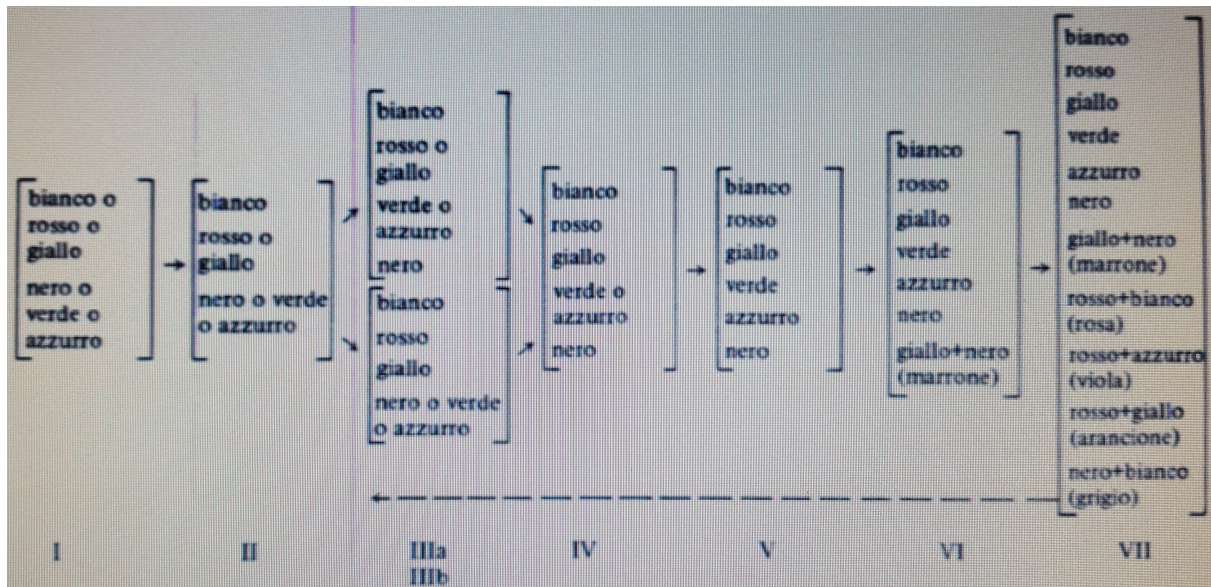 bianco o
rosso o
giallo
nero o
verde o
azzurro
bianco
rosso o
giallo
nero o verde
o azzurro
bianco
rosso o
giallo
verde o
azzurro
nero
bianco
rosso
giallo
nero o verde
o azzurro
bianco
rosso
giallo
verde o
azzurro
nero
bianco
rosso
giallo
verde
azzurro
nero
bianco
rosso
giallo
verde
azzurro
nero
giallo+nero
(marrone)
bianco
rosso
giallo
verde
azzurro
nero
giallo+nero
(marrone)
rosso+bianco
(rosa)
rosso+azzurro
(viola)
rosso+giallo
(arancione)
nero+bianco
(grigio)
I
II
IIIa
IIIb
IV
V
VI
VII